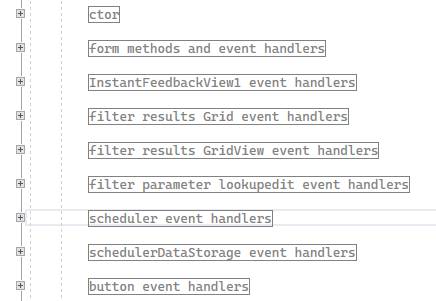 ctor
form methods and event handlers
InstantFeedbackView1 event handlers
filter results Grid event handlers
filter results GridView event handlers
filter parameter lookupedit event handlers
scheduler event handlers
schedulerDataStorage event handlers
button event handlers